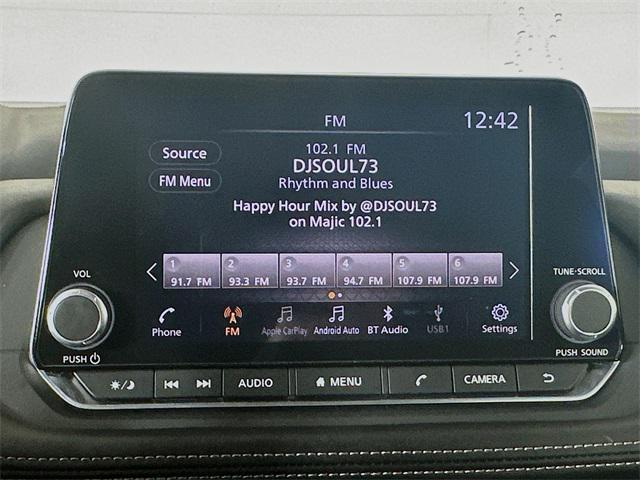 FM
12:42
Source
FM Menu
102.1 FM
DJSOUL73
Rhythm and Blues
Happy Hour Mix by @DJSOUL73
on Majic 102.1
1 2 3 4 5 6
91.7 FM 93.3 FM 93.7 FM 94.7 FM 107.9 FM 107.9 FM
VOL
TUNE·SCROLL
Phone FM Apple CarPlay Android Auto BT Audio USB1 Settings
PUSH
PUSH SOUND
AUDIO MENU CAMERA